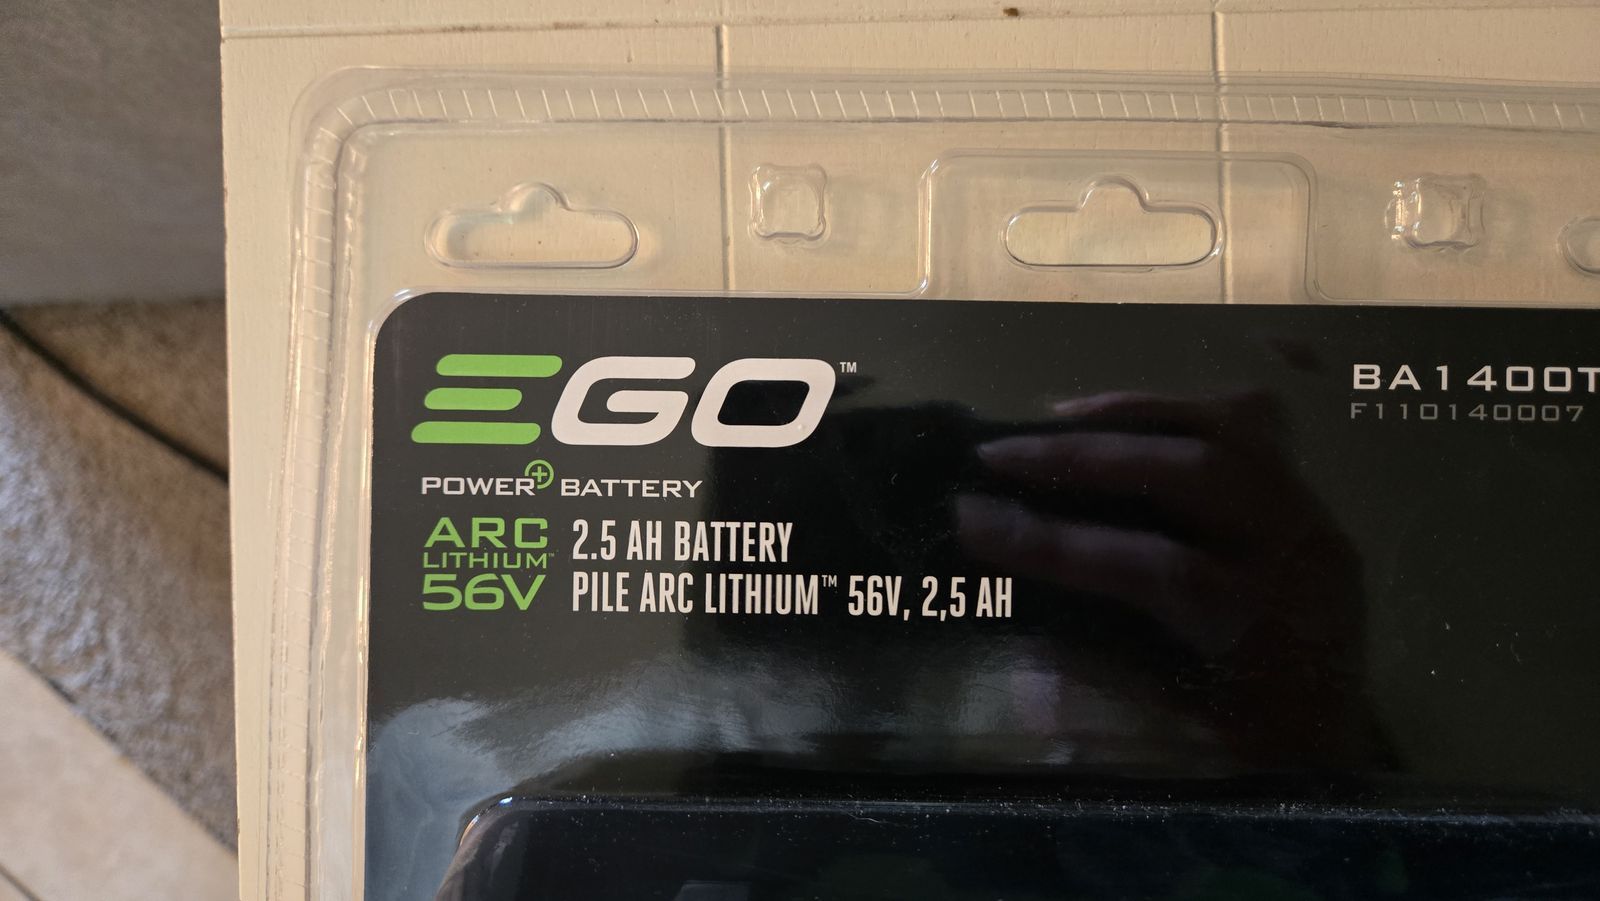 EGO™
POWER+ BATTERY
ARC
LITHIUM™
56V
2.5 AH BATTERY
PILE ARC LITHIUM™ 56V, 2,5 AH
BA1400T
F110140007